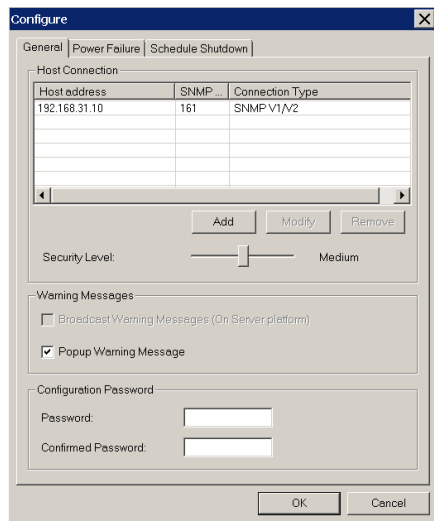 Configure
General Power Failure Schedule Shutdown
Host Connection
Host address SNMP ... Connection Type
192.168.31.10 161 SNMP V1/V2
Add Modify Remove
Security Level: Medium
Warning Messages
Broadcast Warning Messages (On Server platform)
Popup Warning Message
Configuration Password
Password:
Confirmed Password:
OK Cancel